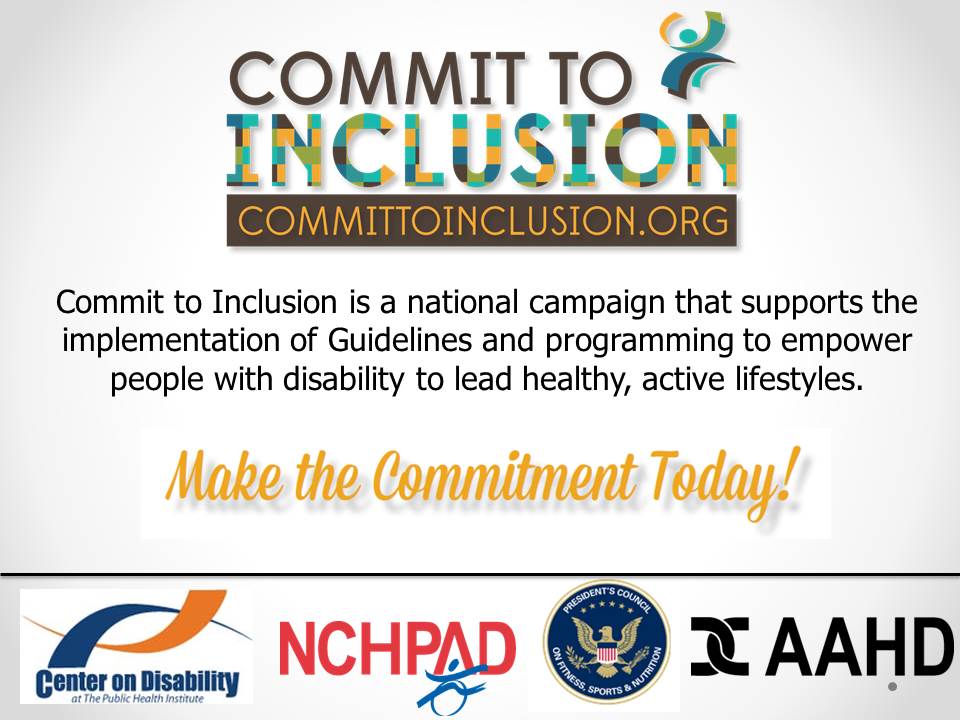 COMMIT TO
INCLUSION
COMMITTOINCLUSION.ORG
Commit to Inclusion is a national campaign that supports the
implementation of Guidelines and programming to empower
people with disability to lead healthy, active lifestyles.
Make the Commitment Today!
Center on Disability
at The Public Health Institute
NCHPAD
PRESIDENT'S COUNCIL
ON FITNESS, SPORTS & NUTRITION
AAHD